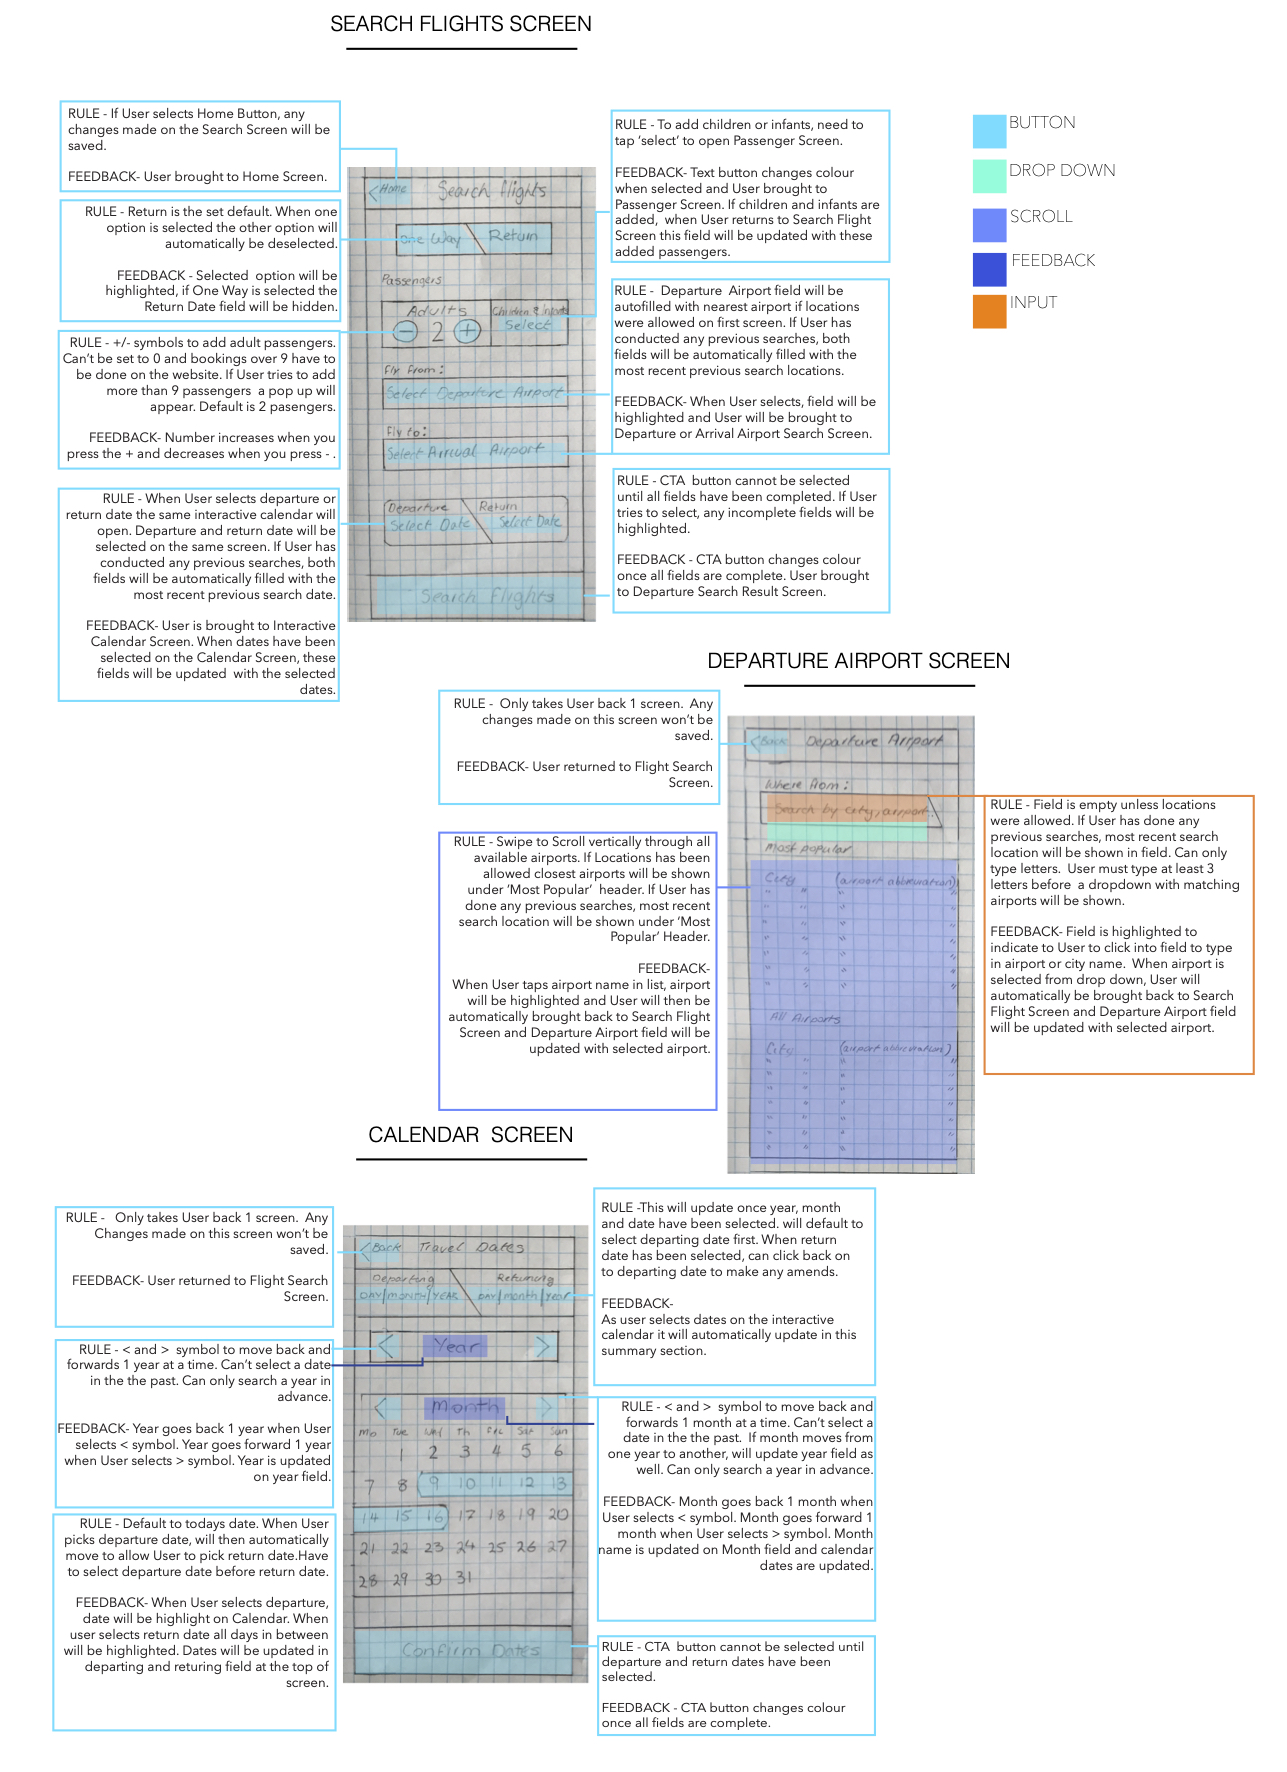 SEARCH FLIGHTS SCREEN
RULE - If User selects Home Button, any
changes made on the Search Screen will be
saved.
FEEDBACK- User brought to Home Screen.
RULE - Return is the set default. When one
option is selected the other option will
automatically be deselected.
FEEDBACK - Selected option will be
highlighted, if One Way is selected the
Return Date field will be hidden.
RULE - +/- symbols to add adult passengers.
Can't be set to 0 and bookings over 9 have to
be done on the website. If User tries to add
more than 9 passengers a pop up will
appear. Default is 2 pasengers.
FEEDBACK- Number increases when you
press the + and decreases when you press - .
RULE - When User selects departure or
return date the same interactive calendar will
open. Departure and return date will be
selected on the same screen. If User has
conducted any previous searches, both
fields will be automatically filled with the
most recent previous search date.
FEEDBACK- User is brought to Interactive
Calendar Screen. When dates have been
selected on the Calendar Screen, these
fields will be updated with the selected
dates.
< Home Search flights
One Way \ Return
Passengers
Adults Children & infants
- 2 + Select
Fly from:
Select Departure Airport
Fly to:
Select Arrival Airport
Departure Return
Select Date Select Date
Search Flights
RULE - To add children or infants, need to
tap 'select' to open Passenger Screen.
FEEDBACK- Text button changes colour
when selected and User brought to
Passenger Screen. If children and infants are
added, when User returns to Search Flight
Screen this field will be updated with these
added passengers.
RULE - Departure Airport field will be
autofilled with nearest airport if locations
were allowed on first screen. If User has
conducted any previous searches, both
fields will be automatically filled with the
most recent previous search locations.
FEEDBACK- When User selects, field will be
highlighted and User will be brought to
Departure or Arrival Airport Search Screen.
RULE - CTA button cannot be selected
until all fields have been completed. If User
tries to select, any incomplete fields will be
highlighted.
FEEDBACK - CTA button changes colour
once all fields are complete. User brought
to Departure Search Result Screen.
BUTTON
DROP DOWN
SCROLL
FEEDBACK
INPUT
DEPARTURE AIRPORT SCREEN
RULE - Only takes User back 1 screen. Any
changes made on this screen won't be
saved.
FEEDBACK- User returned to Flight Search
Screen.
RULE - Swipe to Scroll vertically through all
available airports. If Locations has been
allowed closest airports will be shown
under 'Most Popular' header. If User has
done any previous searches, most recent
search location will be shown under 'Most
Popular' Header.
FEEDBACK-
When User taps airport name in list, airport
will be highlighted and User will then be
automatically brought back to Search Flight
Screen and Departure Airport field will be
updated with selected airport.
< Back Departure Airport
Where from:
Search by city, airport..
Most popular
City (airport abbreviation)
All Airports
City (airport abbreviation)
RULE - Field is empty unless locations
were allowed. If User has done any
previous searches, most recent search
location will be shown in field. Can only
type letters. User must type at least 3
letters before a dropdown with matching
airports will be shown.
FEEDBACK- Field is highlighted to
indicate to User to click into field to type
in airport or city name. When airport is
selected from drop down, User will
automatically be brought back to Search
Flight Screen and Departure Airport field
will be updated with selected airport.
CALENDAR SCREEN
RULE - Only takes User back 1 screen. Any
Changes made on this screen won't be
saved.
FEEDBACK- User returned to Flight Search
Screen.
RULE - < and > symbol to move back and
forwards 1 year at a time. Can't select a date
in the the past. Can only search a year in
advance.
FEEDBACK- Year goes back 1 year when User
selects < symbol. Year goes forward 1 year
when User selects > symbol. Year is updated
on year field.
RULE - Default to todays date. When User
picks departure date, will then automatically
move to allow User to pick return date.Have
to select departure date before return date.
FEEDBACK- When User selects departure,
date will be highlight on Calendar. When
user selects return date all days in between
will be highlighted. Dates will be updated in
departing and returing field at the top of
screen.
< Back Travel Dates
Departing Returning
DAY/MONTH/YEAR DAY/month/year
< Year >
< Month >
Mo Tue Wed Th Fri Sat Sun
1 2 3 4 5 6
7 8 9 10 11 12 13
14 15 16 17 18 19 20
21 22 23 24 25 26 27
28 29 30 31
Confirm Dates
RULE -This will update once year, month
and date have been selected. will default to
select departing date first. When return
date has been selected, can click back on
to departing date to make any amends.
FEEDBACK-
As user selects dates on the interactive
calendar it will automatically update in this
summary section.
RULE - < and > symbol to move back and
forwards 1 month at a time. Can't select a
date in the the past. If month moves from
one year to another, will update year field as
well. Can only search a year in advance.
FEEDBACK- Month goes back 1 month when
User selects < symbol. Month goes forward 1
month when User selects > symbol. Month
name is updated on Month field and calendar
dates are updated.
RULE - CTA button cannot be selected until
departure and return dates have been
selected.
FEEDBACK - CTA button changes colour
once all fields are complete.